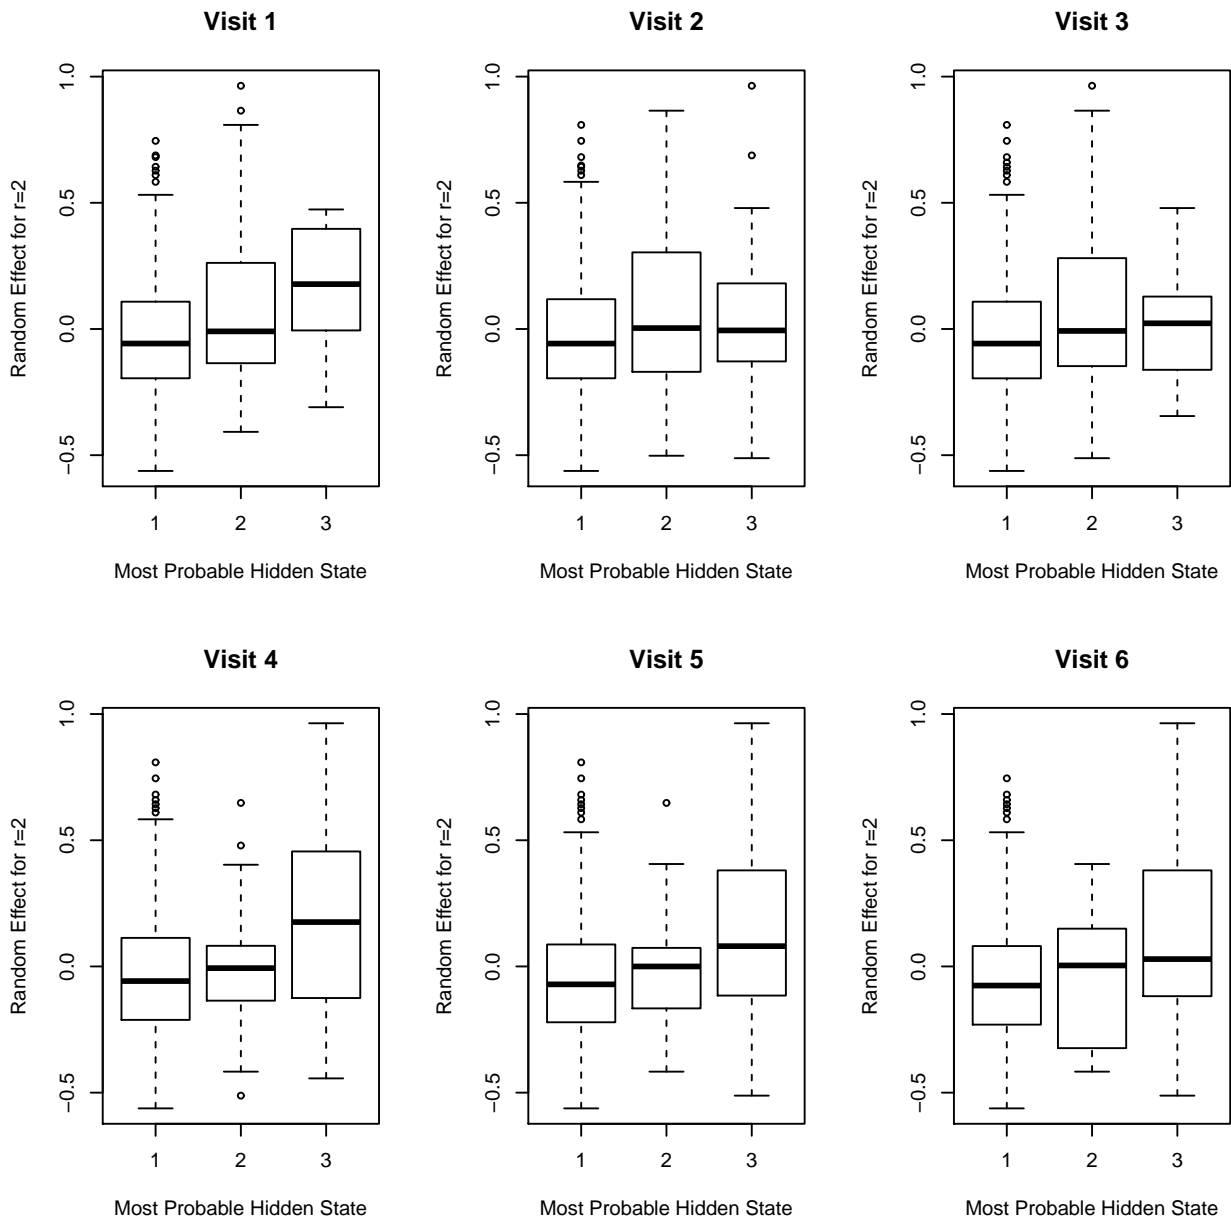 Visit 1
Visit 2
Visit 3
Random Effect for r=2
1.0
0.5
0.0
−0.5
1 2 3
Most Probable Hidden State
Random Effect for r=2
1.0
0.5
0.0
−0.5
1 2 3
Most Probable Hidden State
Random Effect for r=2
1.0
0.5
0.0
−0.5
1 2 3
Most Probable Hidden State
Visit 4
Visit 5
Visit 6
Random Effect for r=2
1.0
0.5
0.0
−0.5
1 2 3
Most Probable Hidden State
Random Effect for r=2
1.0
0.5
0.0
−0.5
1 2 3
Most Probable Hidden State
Random Effect for r=2
1.0
0.5
0.0
−0.5
1 2 3
Most Probable Hidden State